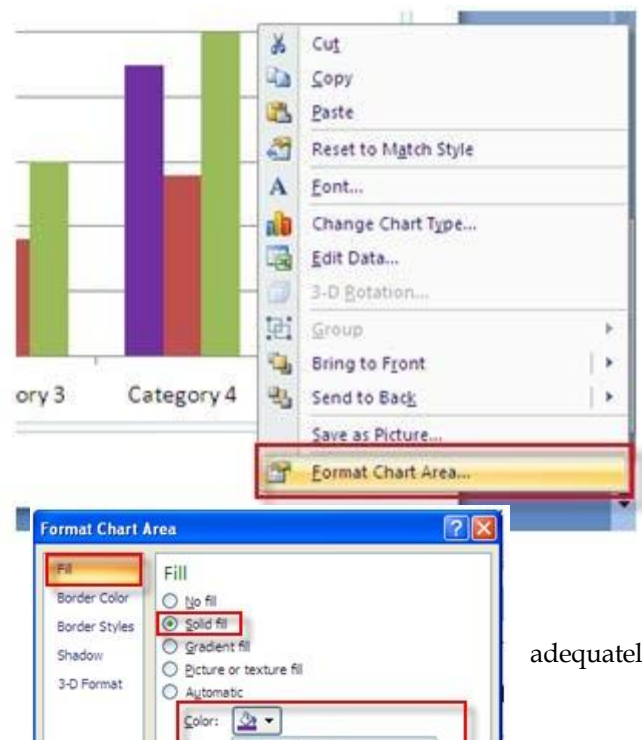 Cut
Copy
Paste
Reset to Match Style
Font...
Change Chart Type...
Edit Data...
3-D Rotation...
Group
Bring to Front
Send to Back
Save as Picture...
Format Chart Area...
ory 3 Category 4
Format Chart Area
Fill
Border Color
Border Styles
Shadow
3-D Format
Fill
No fill
Solid fill
Gradient fill
Picture or texture fill
Automatic
Color:
adequatel